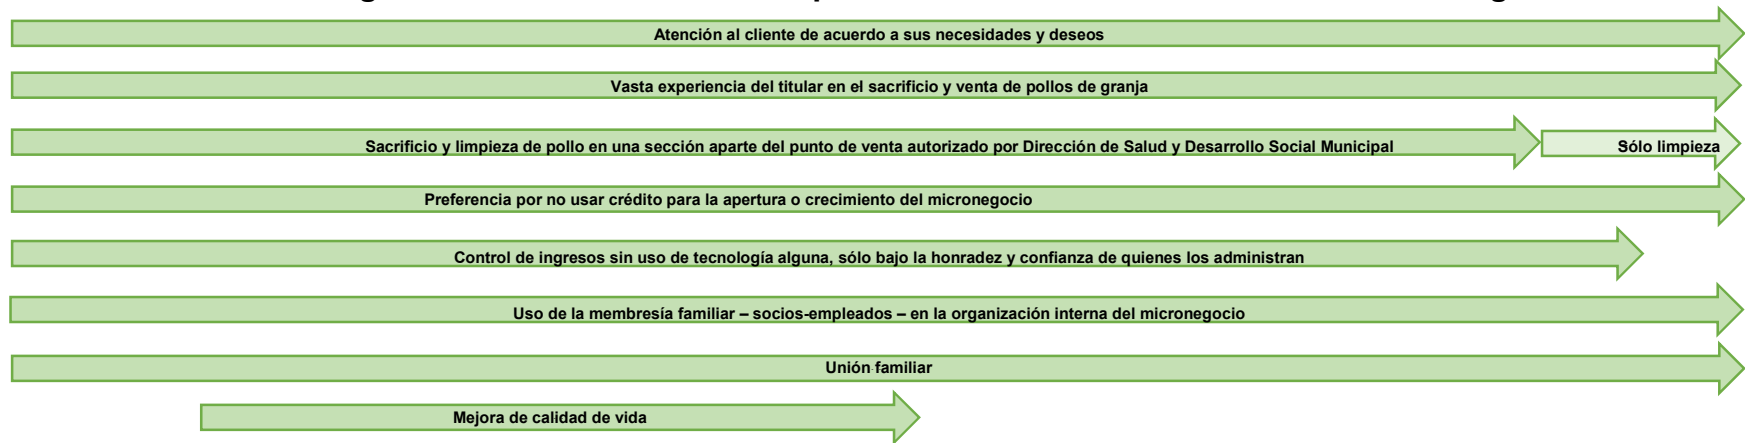 Atención al cliente de acuerdo a sus necesidades y deseos
Vasta experiencia del titular en el sacrificio y venta de pollos de granja
Sacrificio y limpieza de pollo en una sección aparte del punto de venta autorizado por Dirección de Salud y Desarrollo Social Municipal
Sólo limpieza
Preferencia por no usar crédito para la apertura o crecimiento del micronegocio
Control de ingresos sin uso de tecnología alguna, sólo bajo la honradez y confianza de quienes los administran
Uso de la membresía familiar – socios-empleados – en la organización interna del micronegocio
Unión familiar
Mejora de calidad de vida